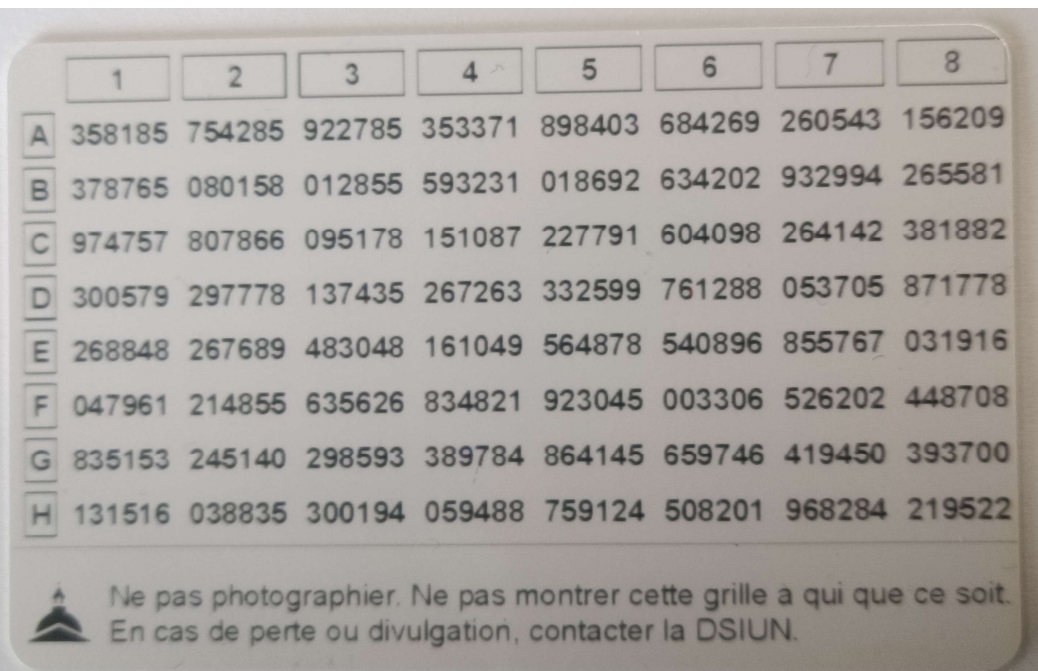 1 2 3 4 5 6 7 8
A 358185 754285 922785 353371 898403 684269 260543 156209
B 378765 080158 012855 593231 018692 634202 932994 265581
C 974757 807866 095178 151087 227791 604098 264142 381882
D 300579 297778 137435 267263 332599 761288 053705 871778
E 268848 267689 483048 161049 564878 540896 855767 031916
F 047961 214855 635626 834821 923045 003306 526202 448708
G 835153 245140 298593 389784 864145 659746 419450 393700
H 131516 038835 300194 059488 759124 508201 968284 219522
Ne pas photographier. Ne pas montrer cette grille à qui que ce soit.
En cas de perte ou divulgation, contacter la DSIUN.